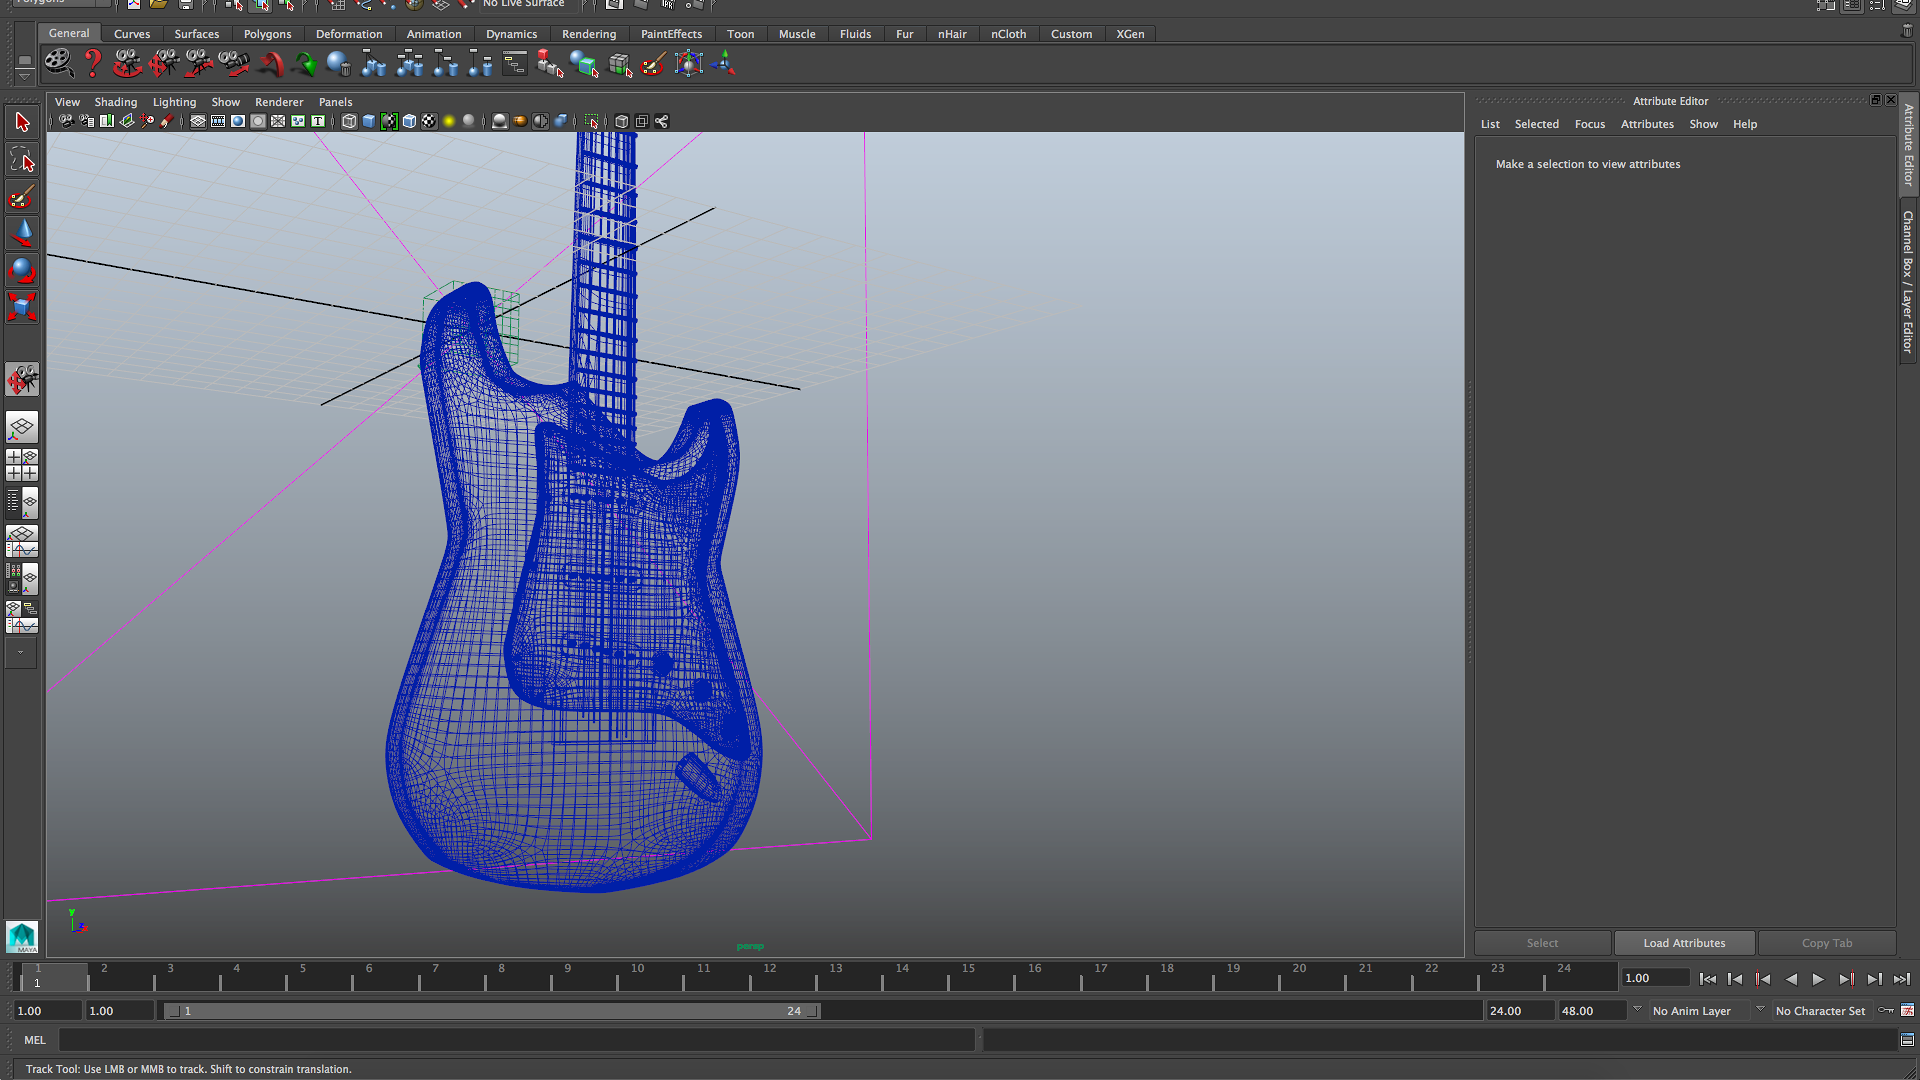 Polygons
No Live Surface
General Curves Surfaces Polygons Deformation Animation Dynamics Rendering PaintEffects Toon Muscle Fluids Fur nHair nCloth Custom XGen
View Shading Lighting Show Renderer Panels
Attribute Editor
List Selected Focus Attributes Show Help
Make a selection to view attributes
Attribute Editor
Channel Box / Layer Editor
T
y
persp
MAYA
Select Load Attributes Copy Tab
1 2 3 4 5 6 7 8 9 10 11 12 13 14 15 16 17 18 19 20 21 22 23 24
1
1.00
1.00 1.00 1 24 24.00 48.00 No Anim Layer No Character Set
MEL
Track Tool: Use LMB or MMB to track. Shift to constrain translation.